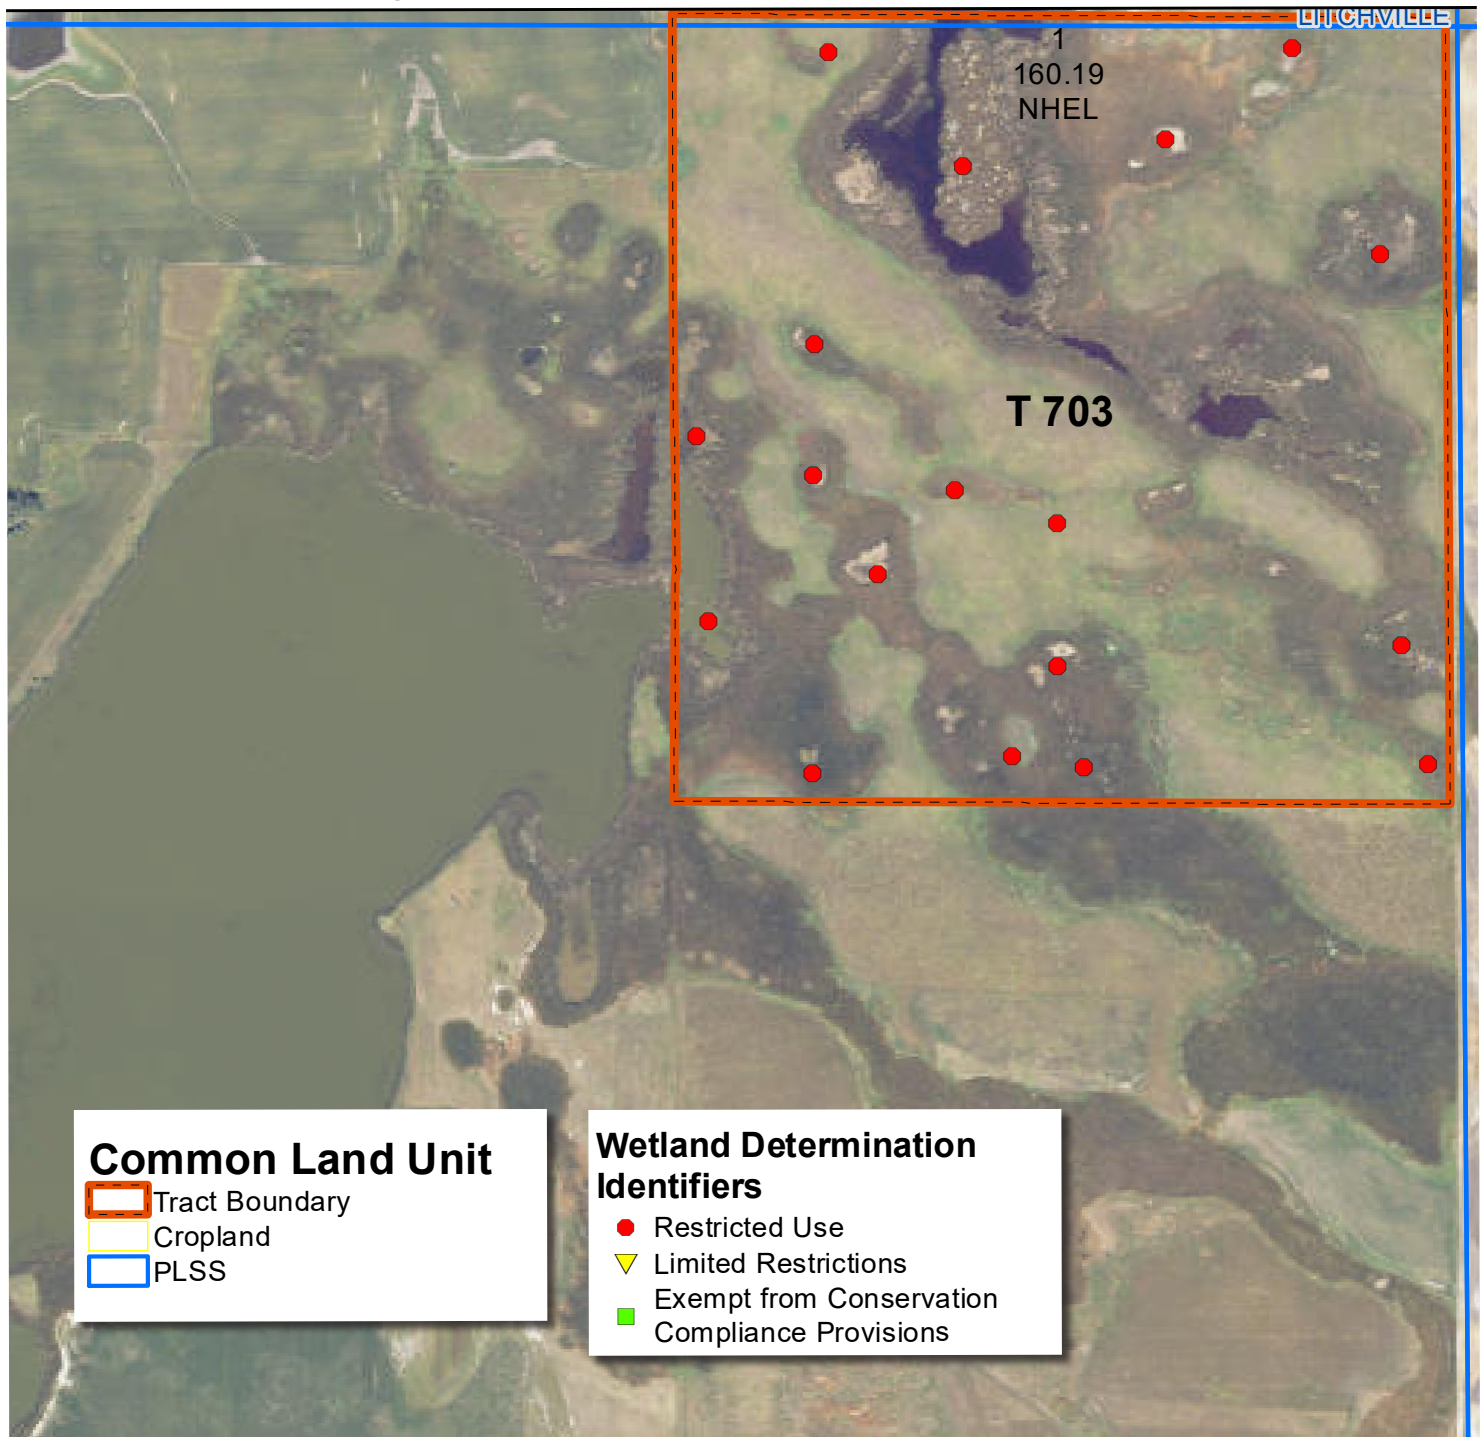 LITCHVILLE
1
160.19
NHEL
T 703
Common Land Unit
Tract Boundary
Cropland
PLSS
Wetland Determination
Identifiers
Restricted Use
Limited Restrictions
Exempt from Conservation
Compliance Provisions